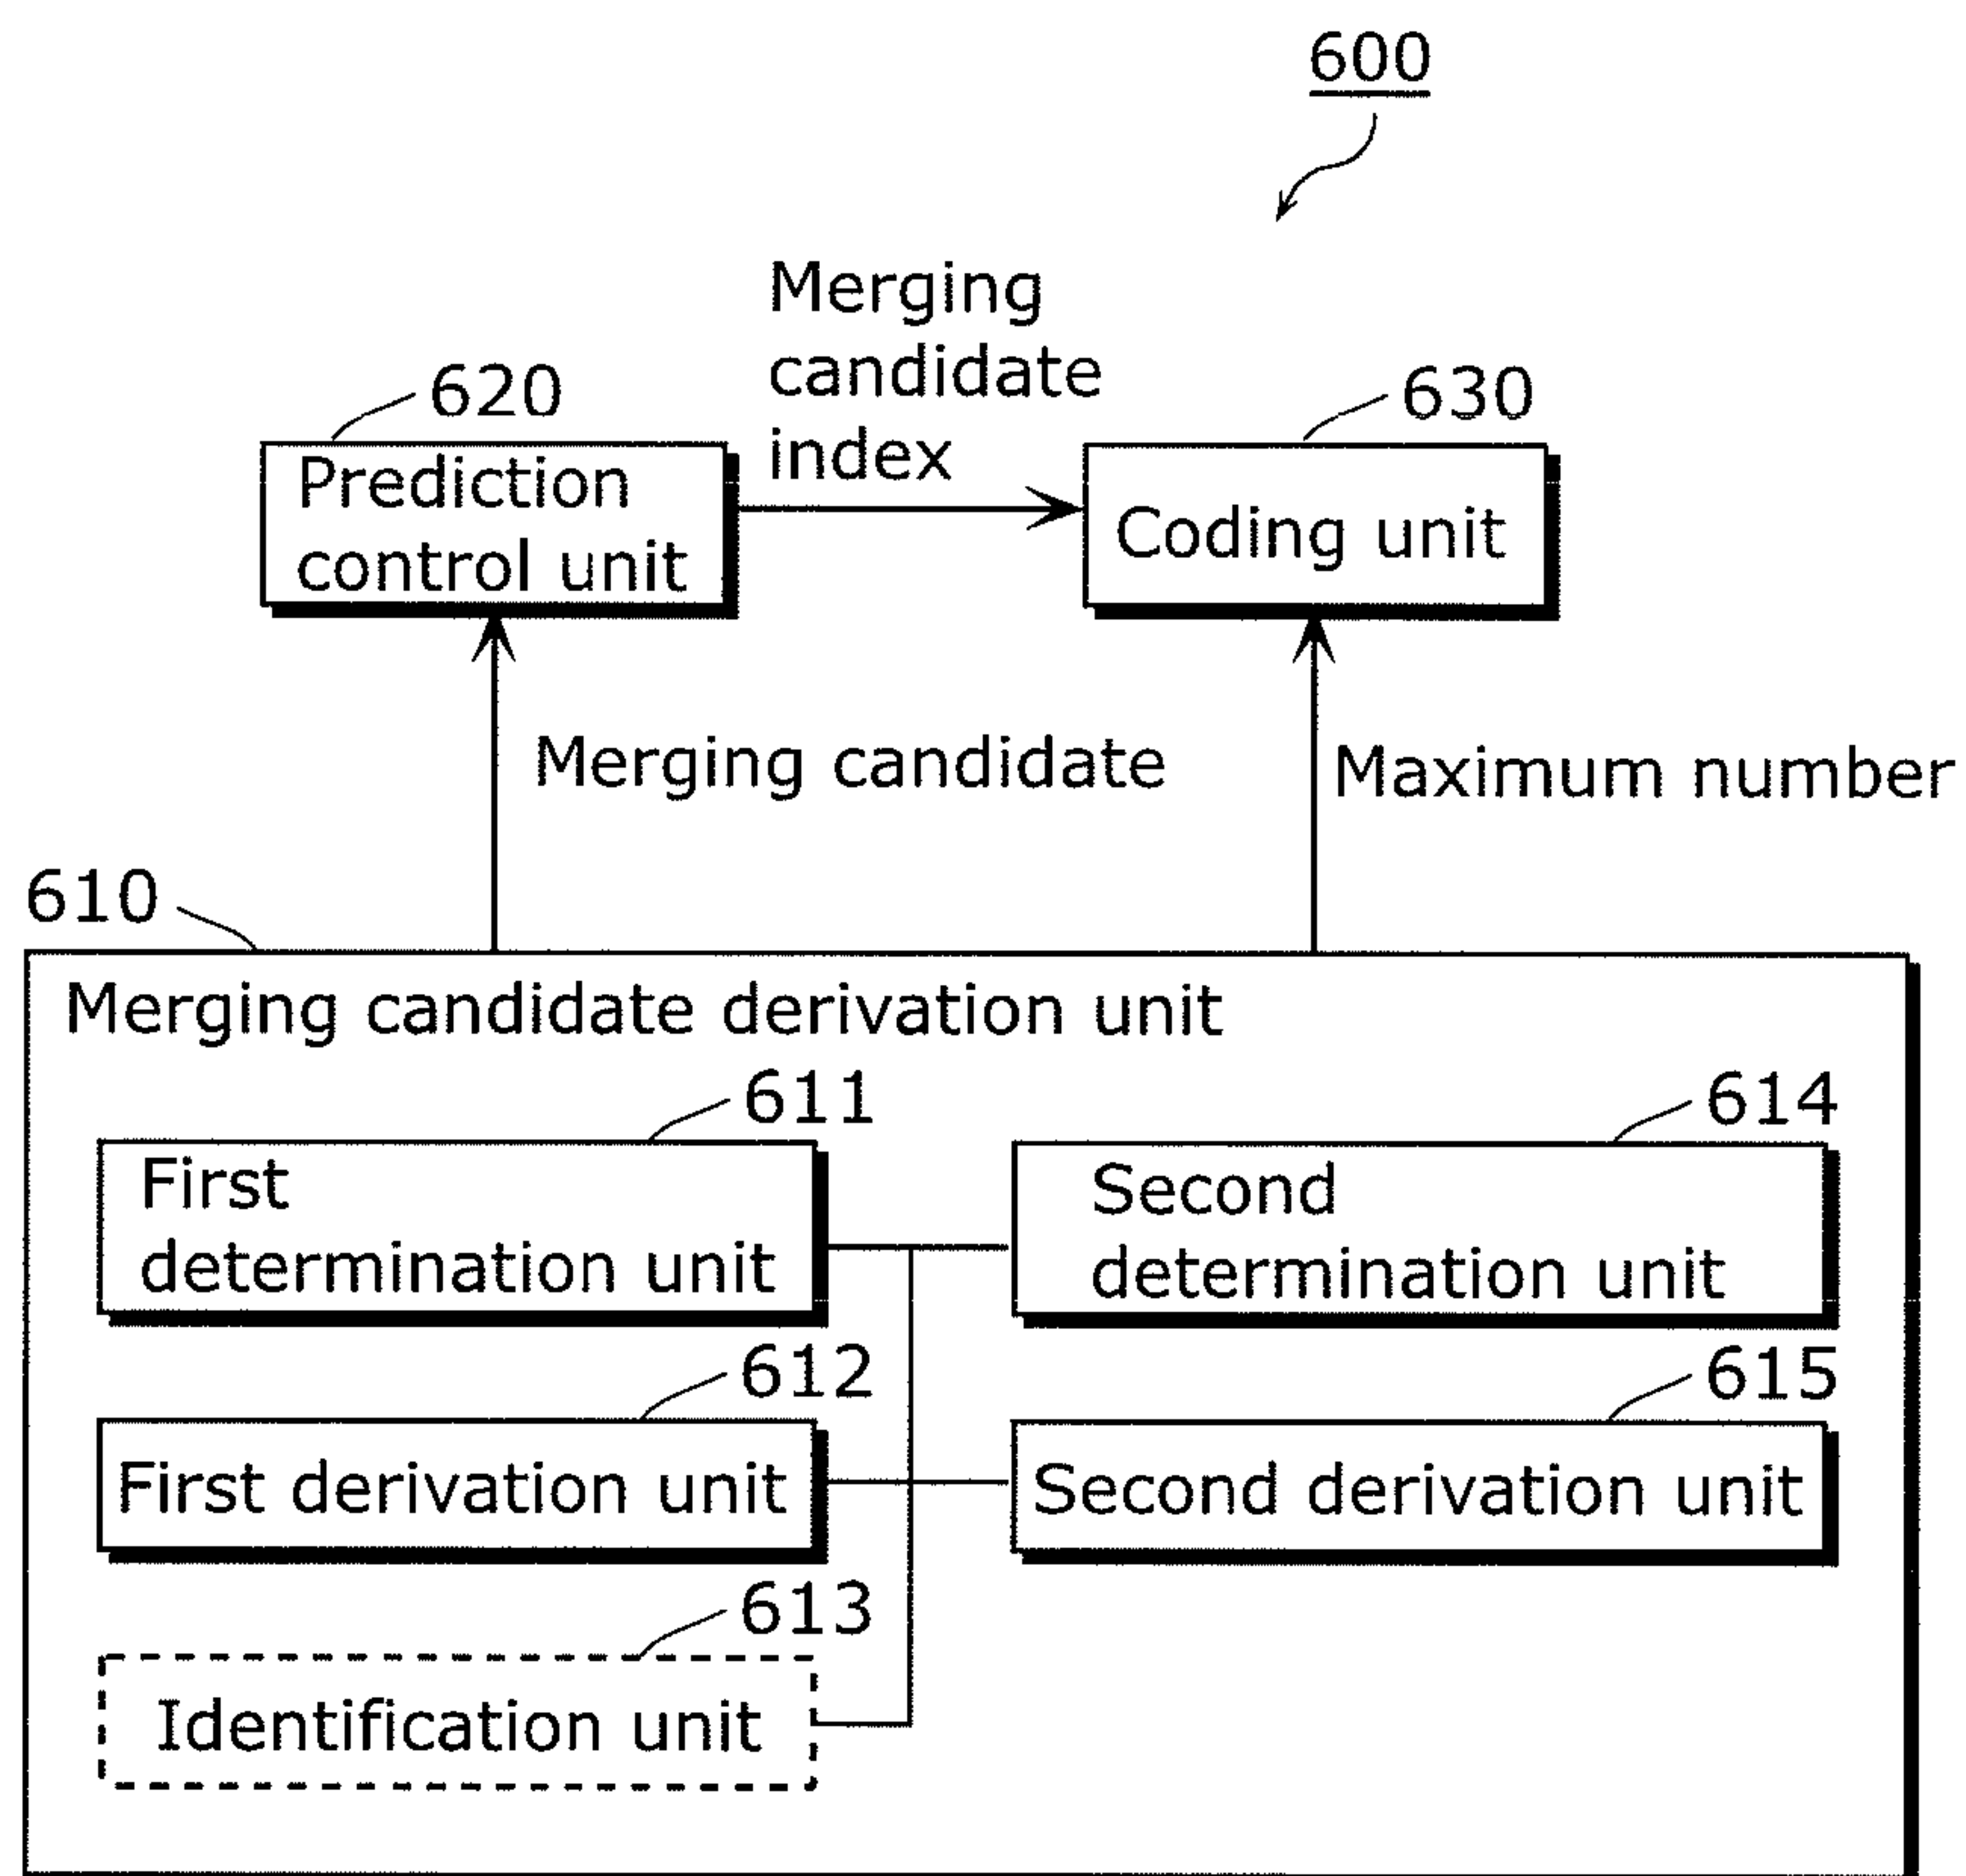 600
Merging
candidate
index
620
630
Prediction
control unit
Coding unit
Merging candidate
Maximum number
610
Merging candidate derivation unit
611
614
First
determination unit
Second
determination unit
612
615
First derivation unit
Second derivation unit
613
Identification unit